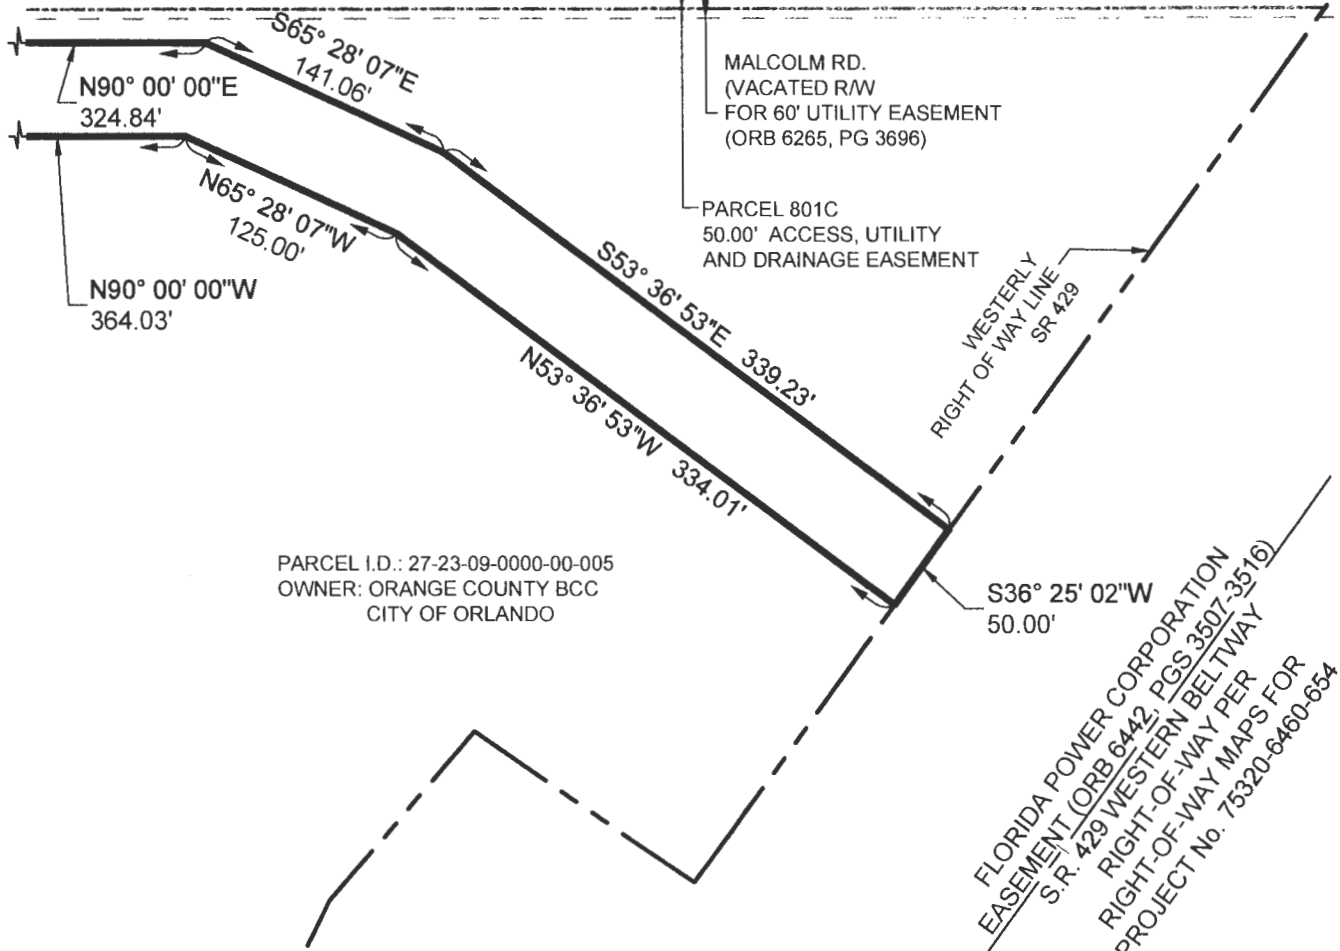 S65° 28' 07"E
141.06'
N90° 00' 00"E
324.84'
MALCOLM RD.
(VACATED R/W
FOR 60' UTILITY EASEMENT
(ORB 6265, PG 3696)
N65° 28' 07"W
125.00'
PARCEL 801C
50.00' ACCESS, UTILITY
AND DRAINAGE EASEMENT
N90° 00' 00"W
364.03'
S53° 36' 53"E 339.23'
WESTERLY
RIGHT OF WAY LINE
SR 429
N53° 36' 53"W 334.01'
PARCEL I.D.: 27-23-09-0000-00-005
OWNER: ORANGE COUNTY BCC
CITY OF ORLANDO
S36° 25' 02"W
50.00'
FLORIDA POWER CORPORATION
EASEMENT (ORB 6442, PGS 3507-3516)
S.R. 429 WESTERN BELTWAY
RIGHT-OF-WAY PER
RIGHT-OF-WAY MAPS FOR
PROJECT No. 75320-6460-654